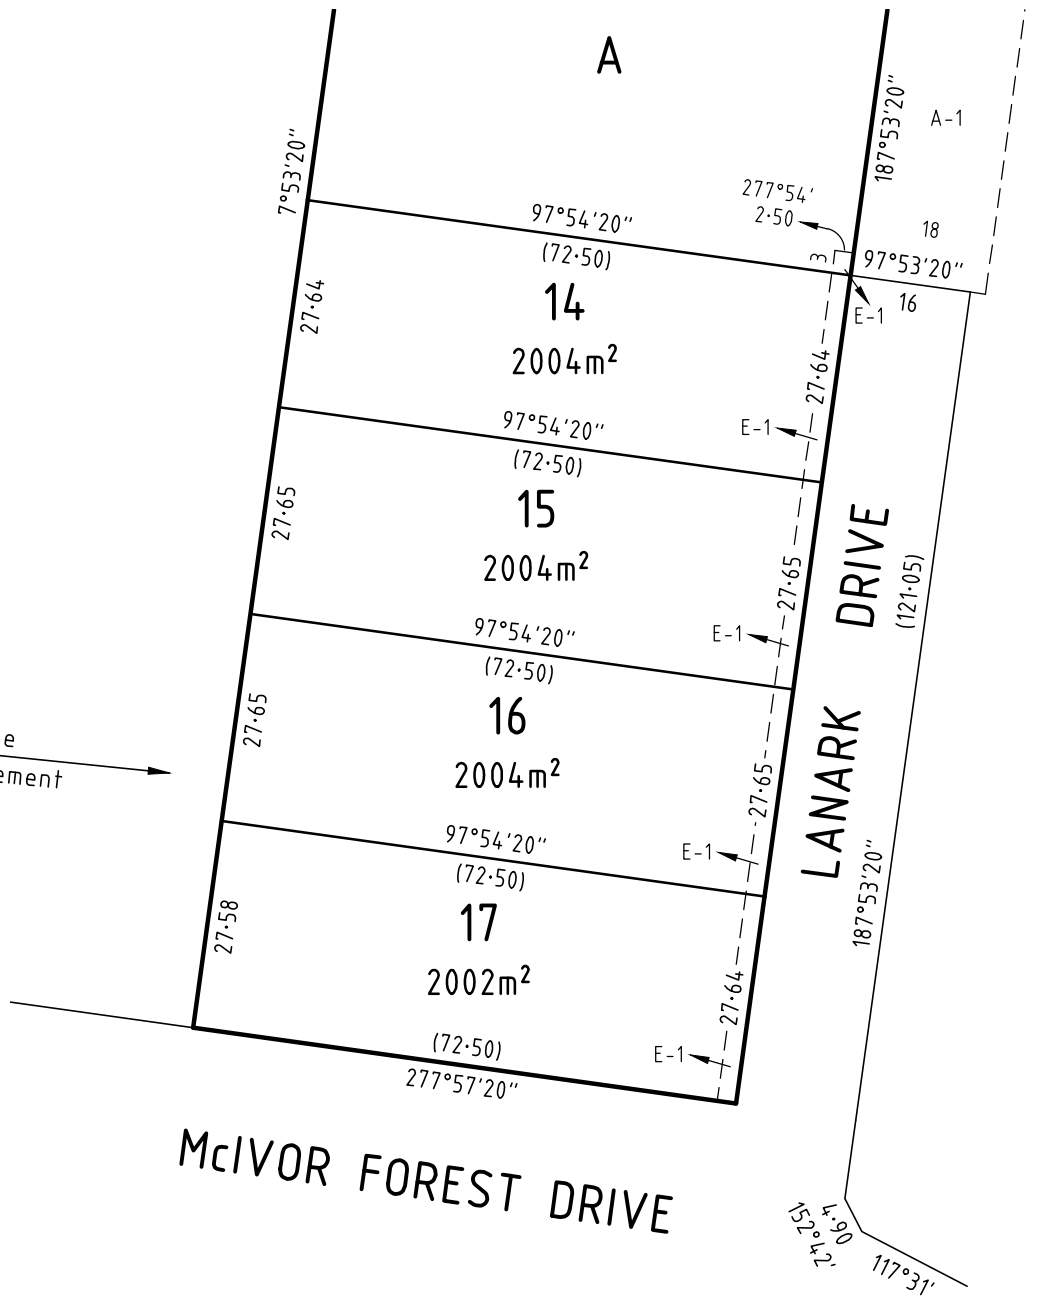 A
187°53'20"
A-1
7°53'20"
277°54'
2·50
97°54'20"
(72·50)
3
18
97°53'20"
16
E-1
14
2004m²
27·64
27·64
E-1
97°54'20"
(72·50)
15
2004m²
27·65
27·65
E-1
DRIVE
(121·05)
97°54'20"
(72·50)
16
2004m²
27·65
27·65
E-1
LANARK
e
ement
187°53'20"
97°54'20"
(72·50)
17
2002m²
27·58
27·64
E-1
(72·50)
277°57'20"
McIVOR FOREST DRIVE
4·90
152°42'
117°31'